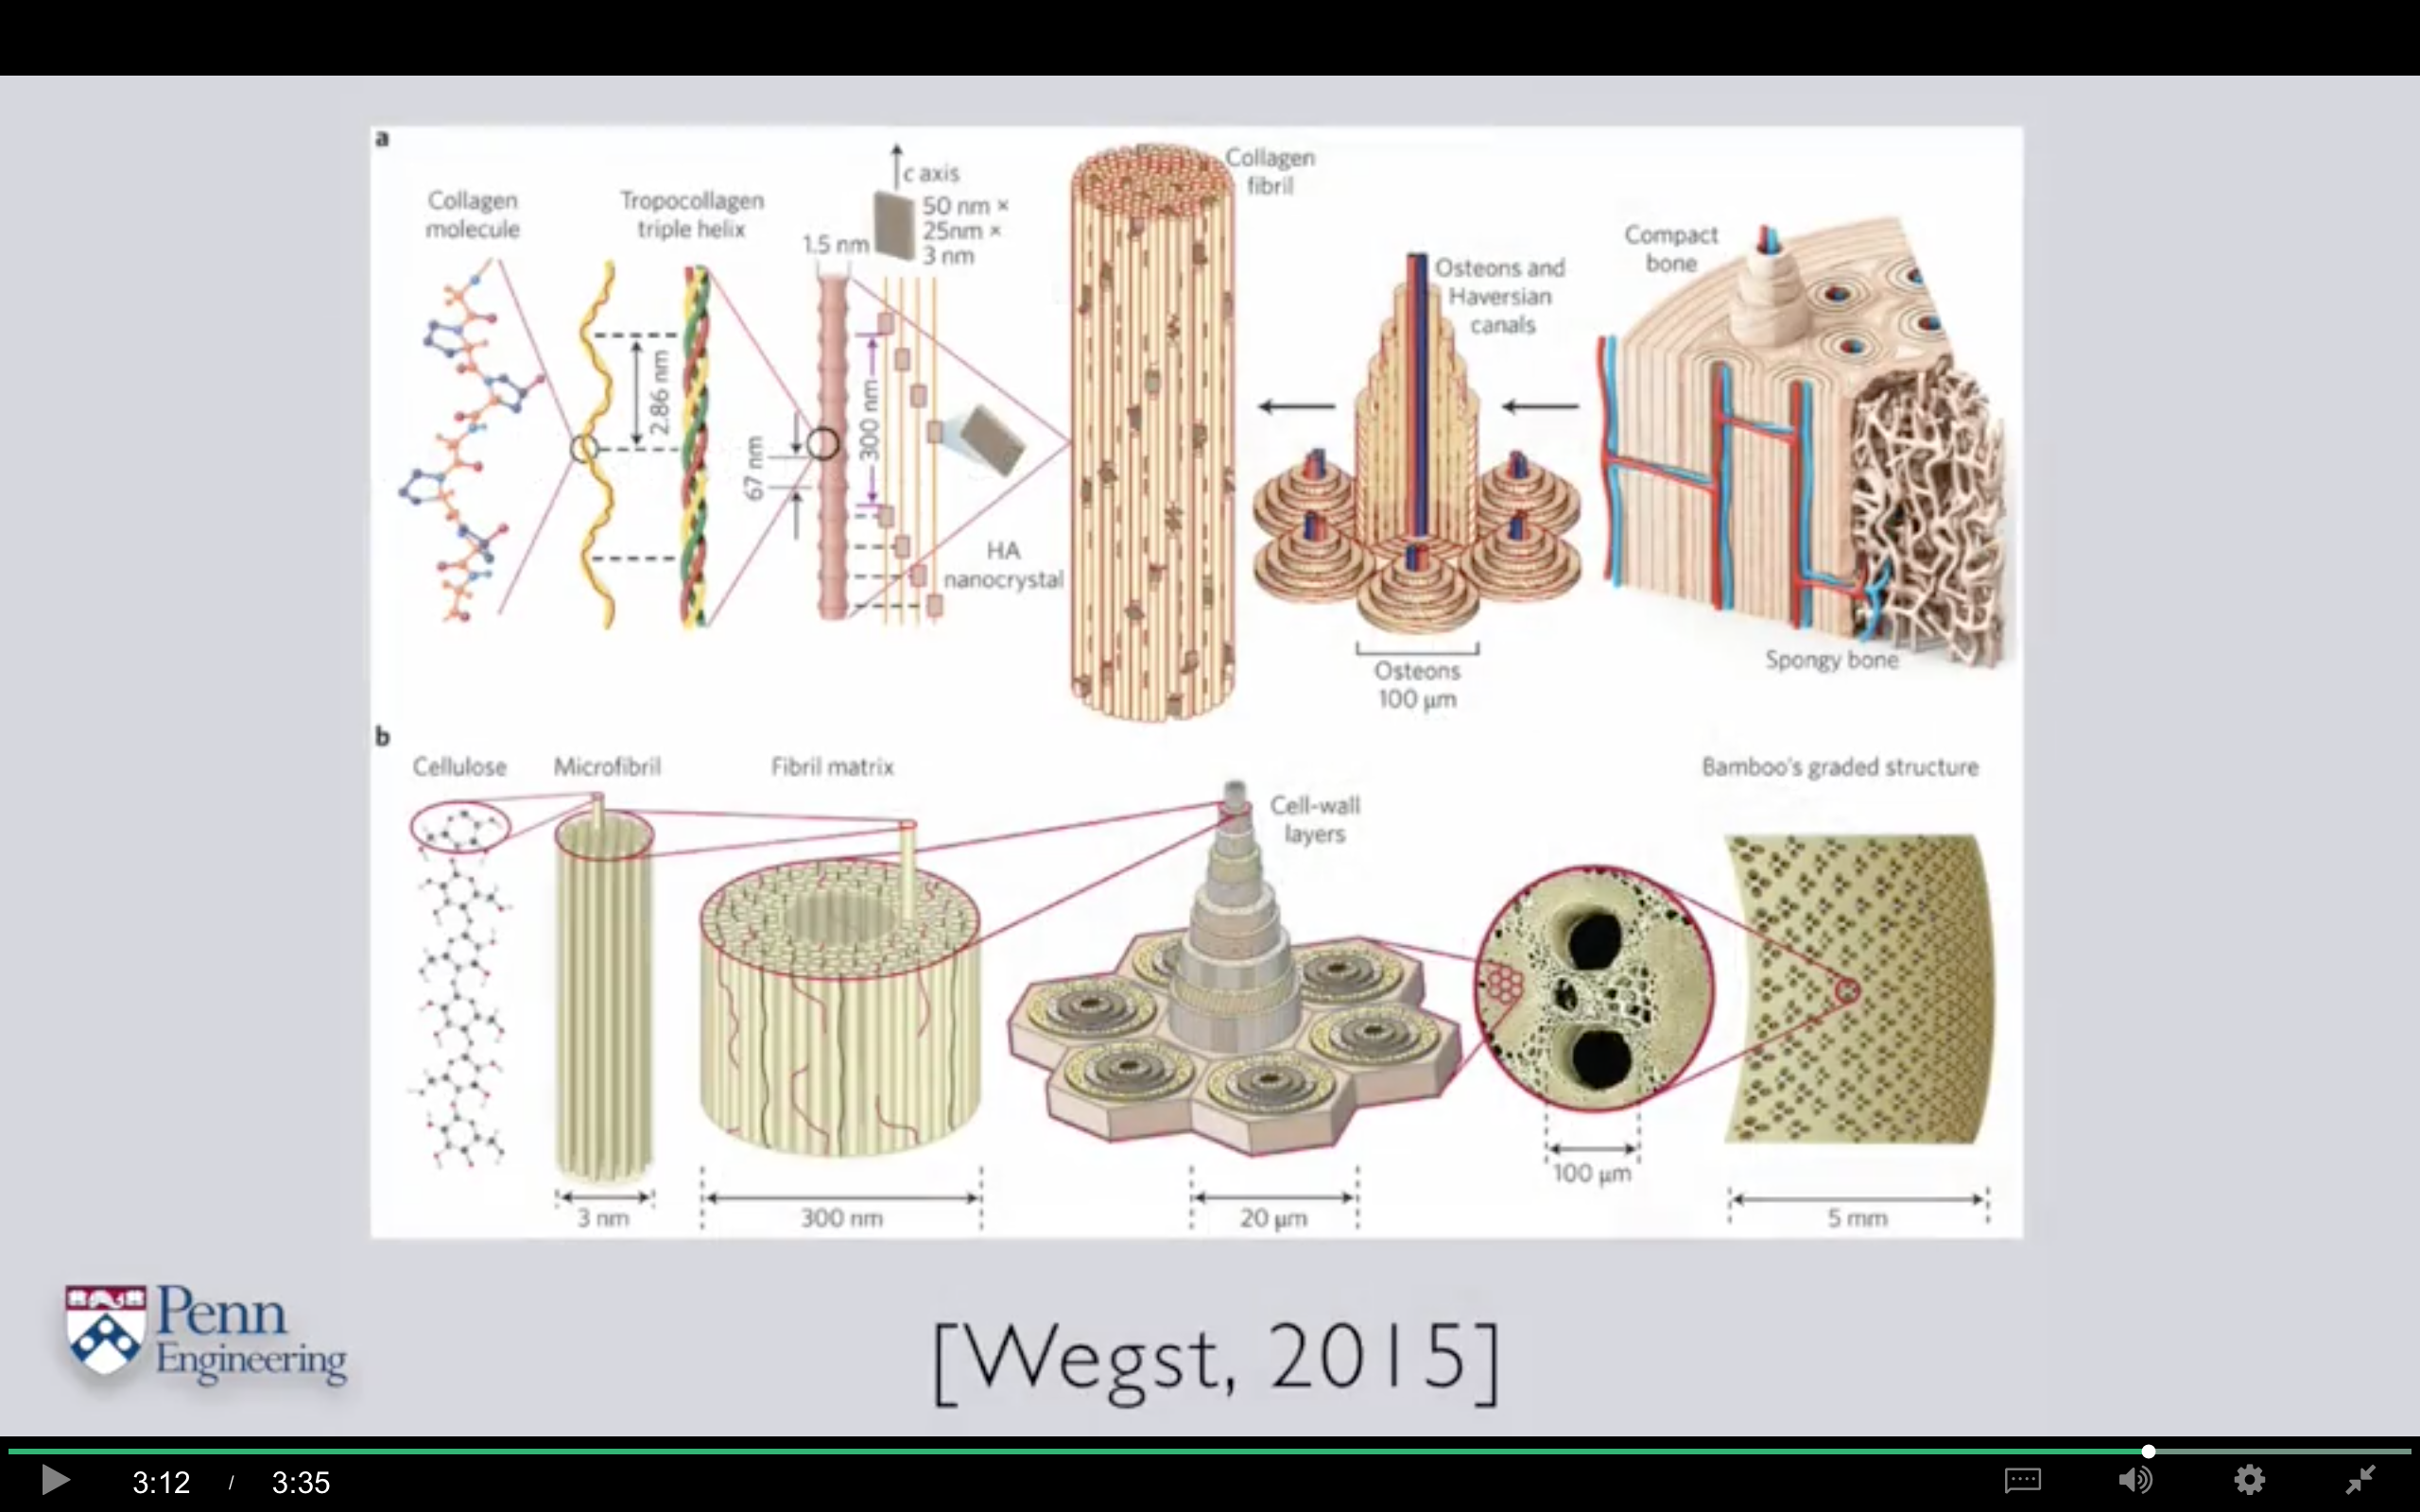 a
Collagen
molecule
Tropocollagen
triple helix
2.86 nm
1.5 nm
67 nm
300 nm
c axis
50 nm ×
25nm ×
3 nm
HA
nanocrystal
Collagen
fibril
Osteons and
Haversian
canals
Osteons
100 μm
Compact
bone
Spongy bone
b
Cellulose
Microfibril
Fibril matrix
Cell-wall
layers
Bamboo's graded structure
3 nm
300 nm
20 μm
100 μm
5 mm
Penn
Engineering
[Wegst, 2015]
3:12 / 3:35